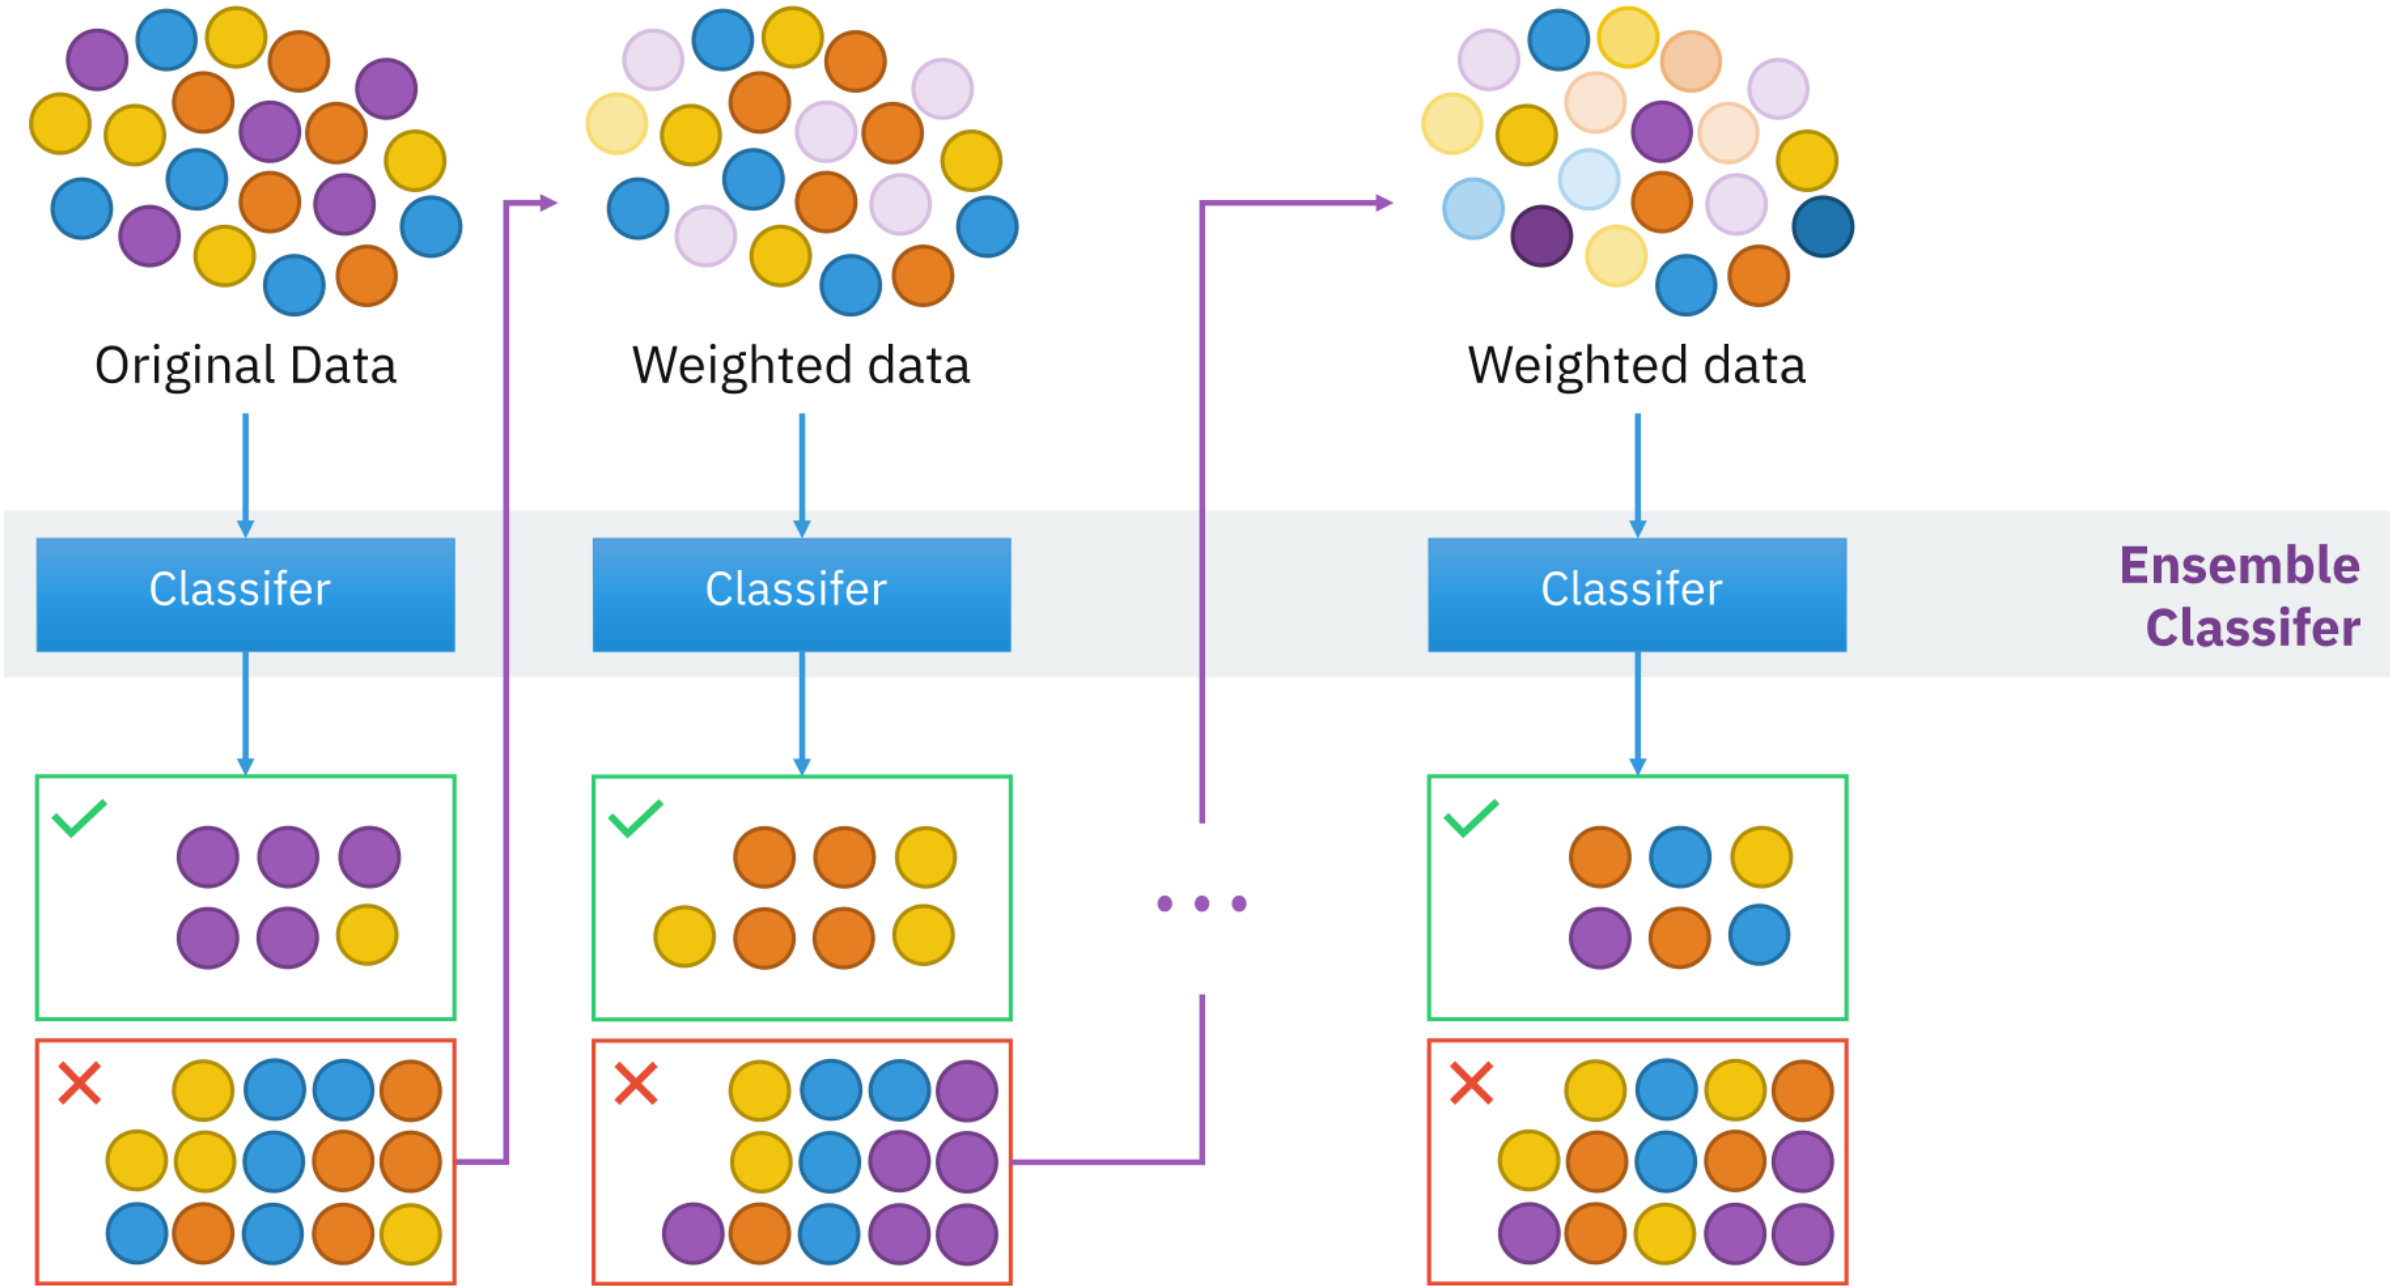 Original Data
Weighted data
Weighted data
Classifer
Classifer
Classifer
Ensemble
Classifer